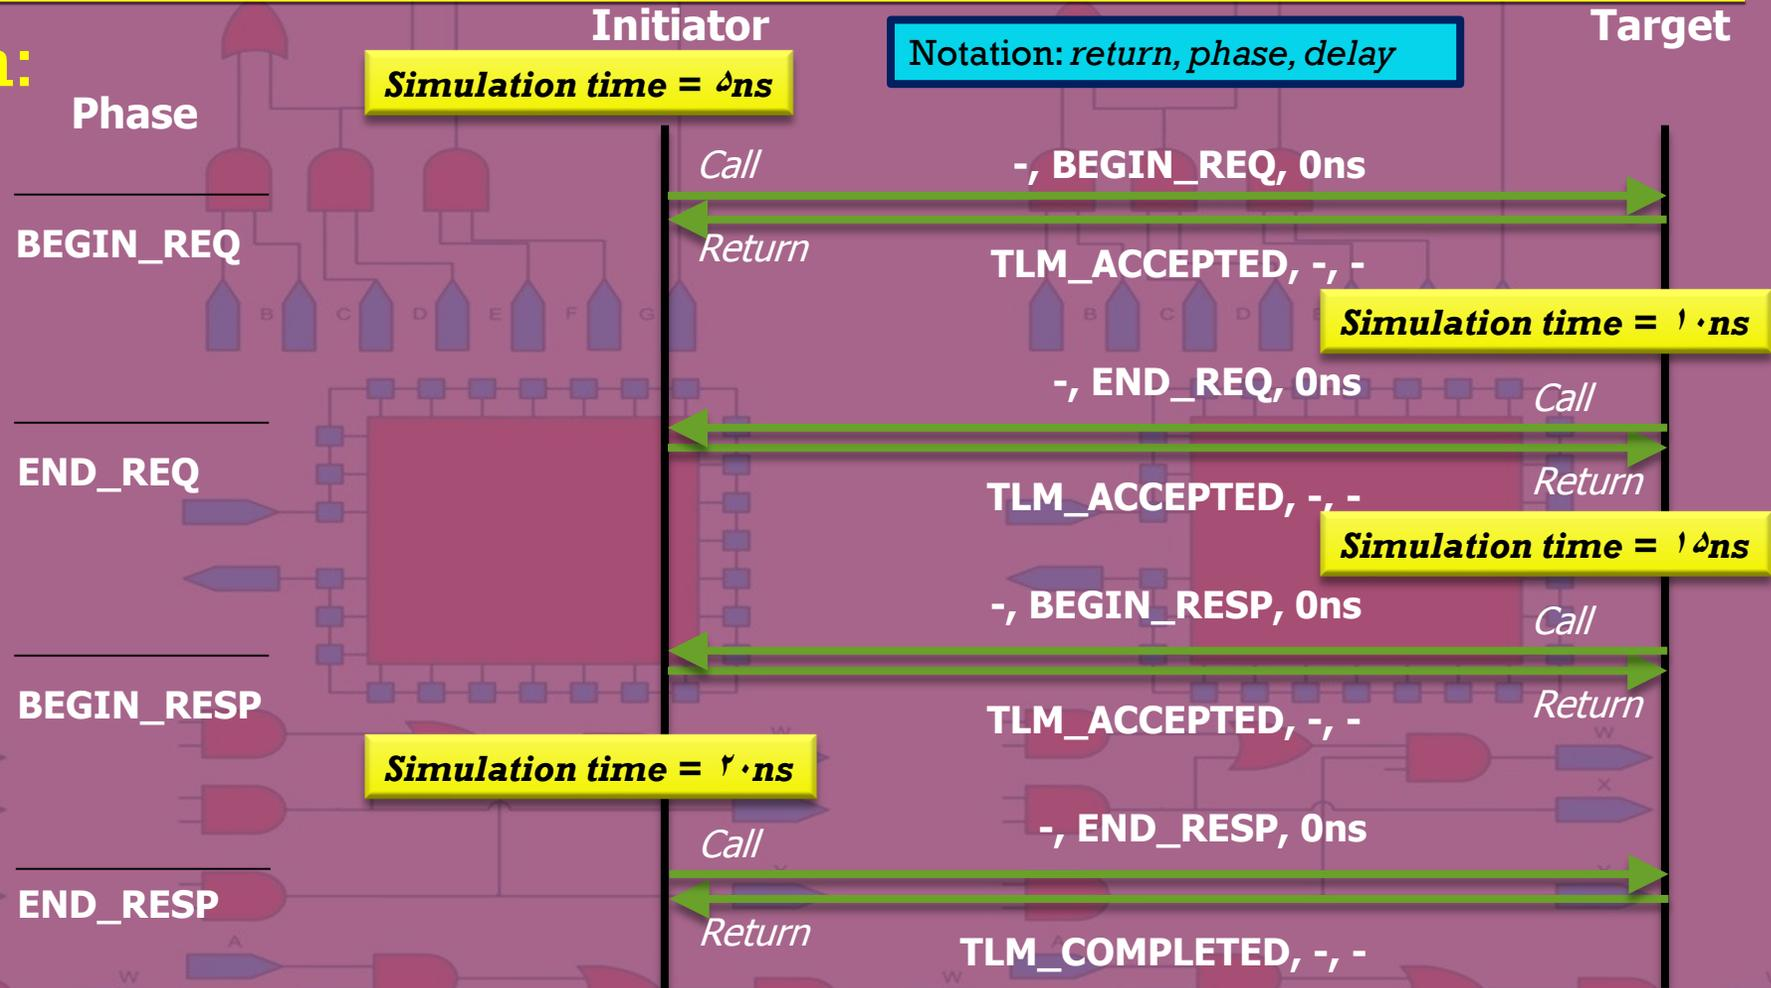 Initiator
Target
n:
Notation: return, phase, delay
Simulation time = ۵ns
Phase
Call
-, BEGIN_REQ, 0ns
BEGIN_REQ
Return
TLM_ACCEPTED, -, -
Simulation time = ۱۰ns
-, END_REQ, 0ns
Call
END_REQ
Return
TLM_ACCEPTED, -, -
Simulation time = ۱۵ns
-, BEGIN_RESP, 0ns
Call
BEGIN_RESP
Return
TLM_ACCEPTED, -, -
Simulation time = ۲۰ns
-, END_RESP, 0ns
Call
END_RESP
Return
TLM_COMPLETED, -, -